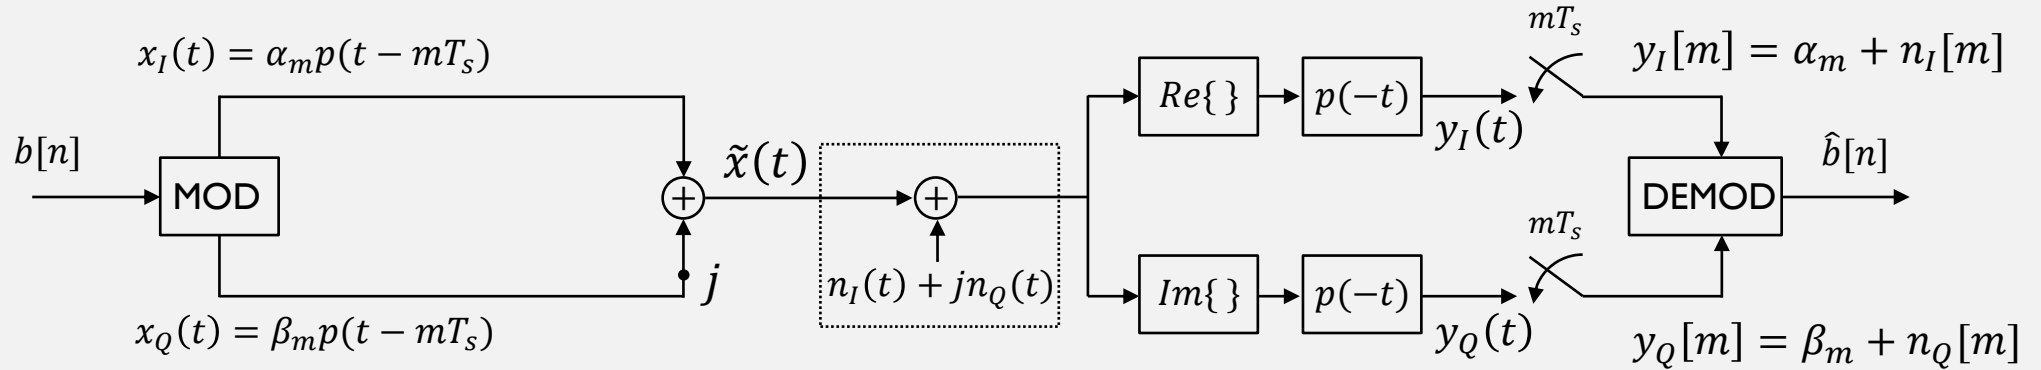 x_I(t) = α_m p(t − mT_s)
mT_s
y_I[m] = α_m + n_I[m]
Re{ }
p(−t)
y_I(t)
b[n]
MOD
+
x̃(t)
+
n_I(t) + jn_Q(t)
j
DEMOD
b̂[n]
mT_s
Im{ }
p(−t)
y_Q(t)
x_Q(t) = β_m p(t − mT_s)
y_Q[m] = β_m + n_Q[m]